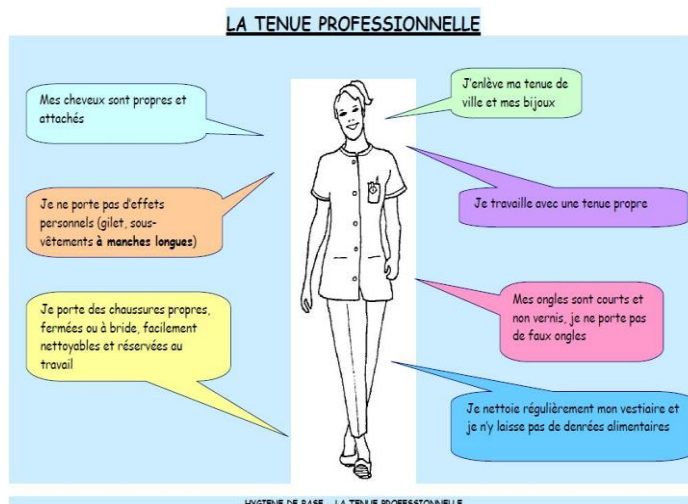 LA TENUE PROFESSIONNELLE
Mes cheveux sont propres et
attachés
J'enlève ma tenue de
ville et mes bijoux
Je ne porte pas d'effets
personnels (gilet, sous-
vêtements à manches longues)
Je travaille avec une tenue propre
Je porte des chaussures propres,
fermées ou à bride, facilement
nettoyables et réservées au
travail
Mes ongles sont courts et
non vernis, je ne porte pas
de faux ongles
Je nettoie régulièrement mon vestiaire et
je n'y laisse pas de denrées alimentaires
HYGIENE DE BASE - LA TENUE PROFESSIONNELLE